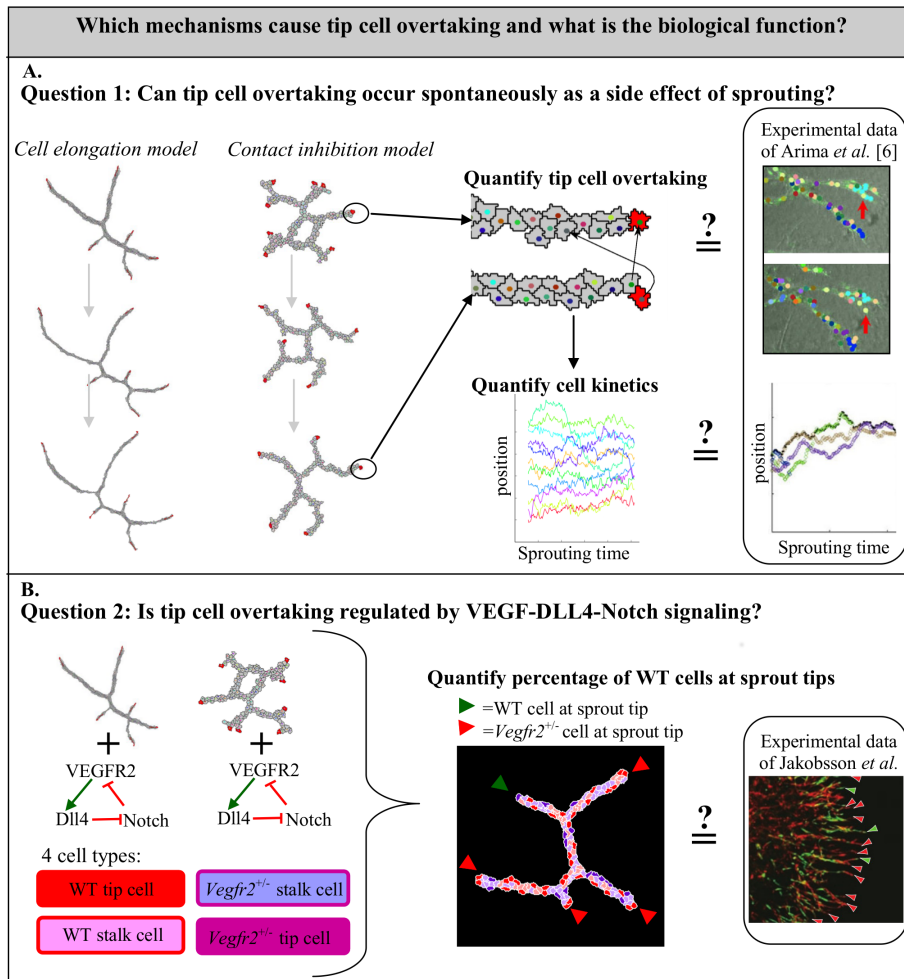 Which mechanisms cause tip cell overtaking and what is the biological function?
A.
Question 1: Can tip cell overtaking occur spontaneously as a side effect of sprouting?
Cell elongation model
Contact inhibition model
Quantify tip cell overtaking
Experimental data
of Arima et al. [6]
?
=
Quantify cell kinetics
position
Sprouting time
?
=
position
Sprouting time
B.
Question 2: Is tip cell overtaking regulated by VEGF-DLL4-Notch signaling?
+
+
VEGFR2
VEGFR2
Dll4
Notch
Dll4
Notch
4 cell types:
WT tip cell
Vegfr2+/- stalk cell
WT stalk cell
Vegfr2+/- tip cell
Quantify percentage of WT cells at sprout tips
=WT cell at sprout tip
=Vegfr2+/- cell at sprout tip
?
=
Experimental data
of Jakobsson et al.